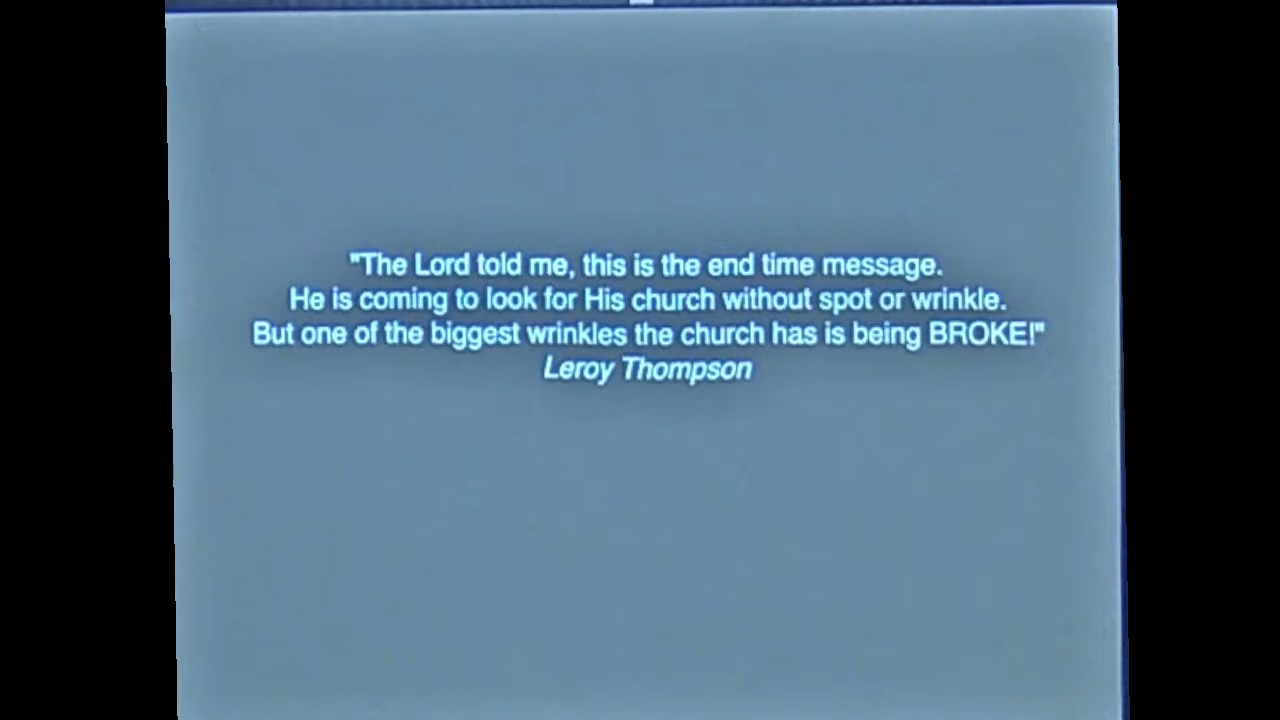 "The Lord told me, this is the end time message.
He is coming to look for His church without spot or wrinkle.
But one of the biggest wrinkles the church has is being BROKE!"
Leroy Thompson